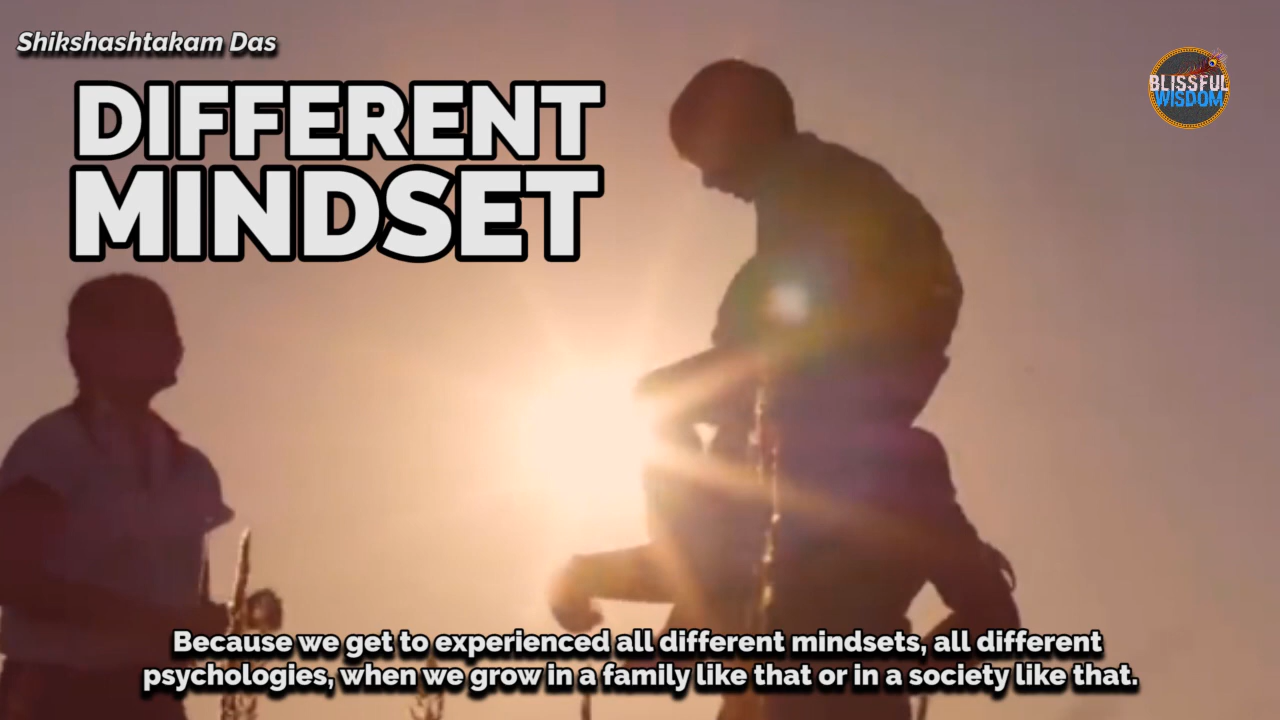 Shikshashtakam Das
BLISSFUL
WISDOM
DIFFERENT
MINDSET
Because we get to experienced all different mindsets, all different
psychologies, when we grow in a family like that or in a society like that.